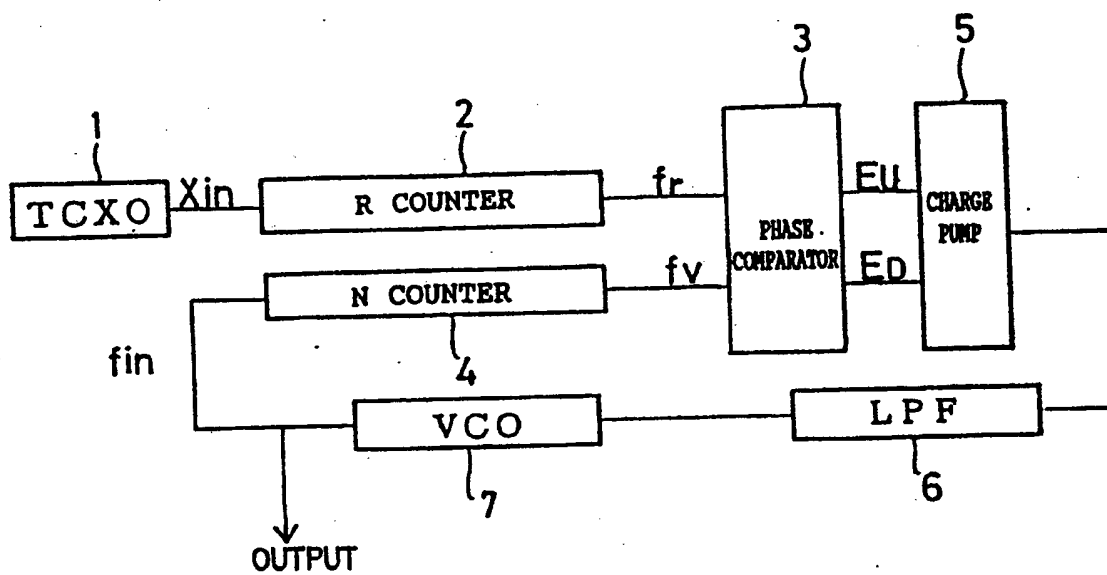 1
TCXO
Xin
2
R COUNTER
fr
3
PHASE
COMPARATOR
EU
ED
5
CHARGE
PUMP
N COUNTER
fv
4
fin
VCO
7
LPF
6
OUTPUT